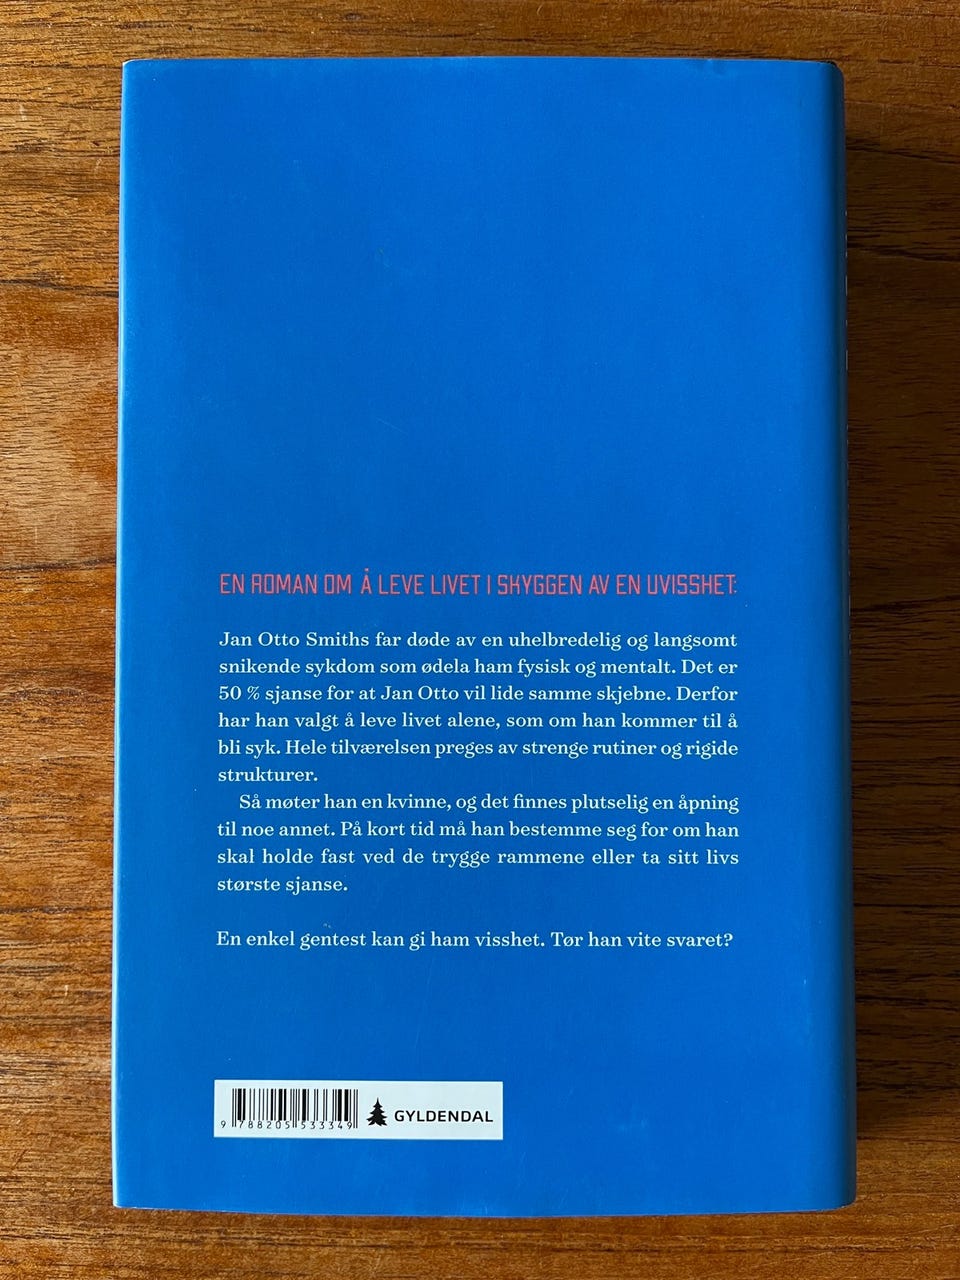 EN ROMAN OM Å LEVE LIVET I SKYGGEN AV EN UVISSHET:
Jan Otto Smiths far døde av en uhelbredelig og langsomt
snikende sykdom som ødela ham fysisk og mentalt. Det er
50 % sjanse for at Jan Otto vil lide samme skjebne. Derfor
har han valgt å leve livet alene, som om han kommer til å
bli syk. Hele tilværelsen preges av strenge rutiner og rigide
strukturer.
Så møter han en kvinne, og det finnes plutselig en åpning
til noe annet. På kort tid må han bestemme seg for om han
skal holde fast ved de trygge rammene eller ta sitt livs
største sjanse.
En enkel gentest kan gi ham visshet. Tør han vite svaret?
9 788205 533349
GYLDENDAL